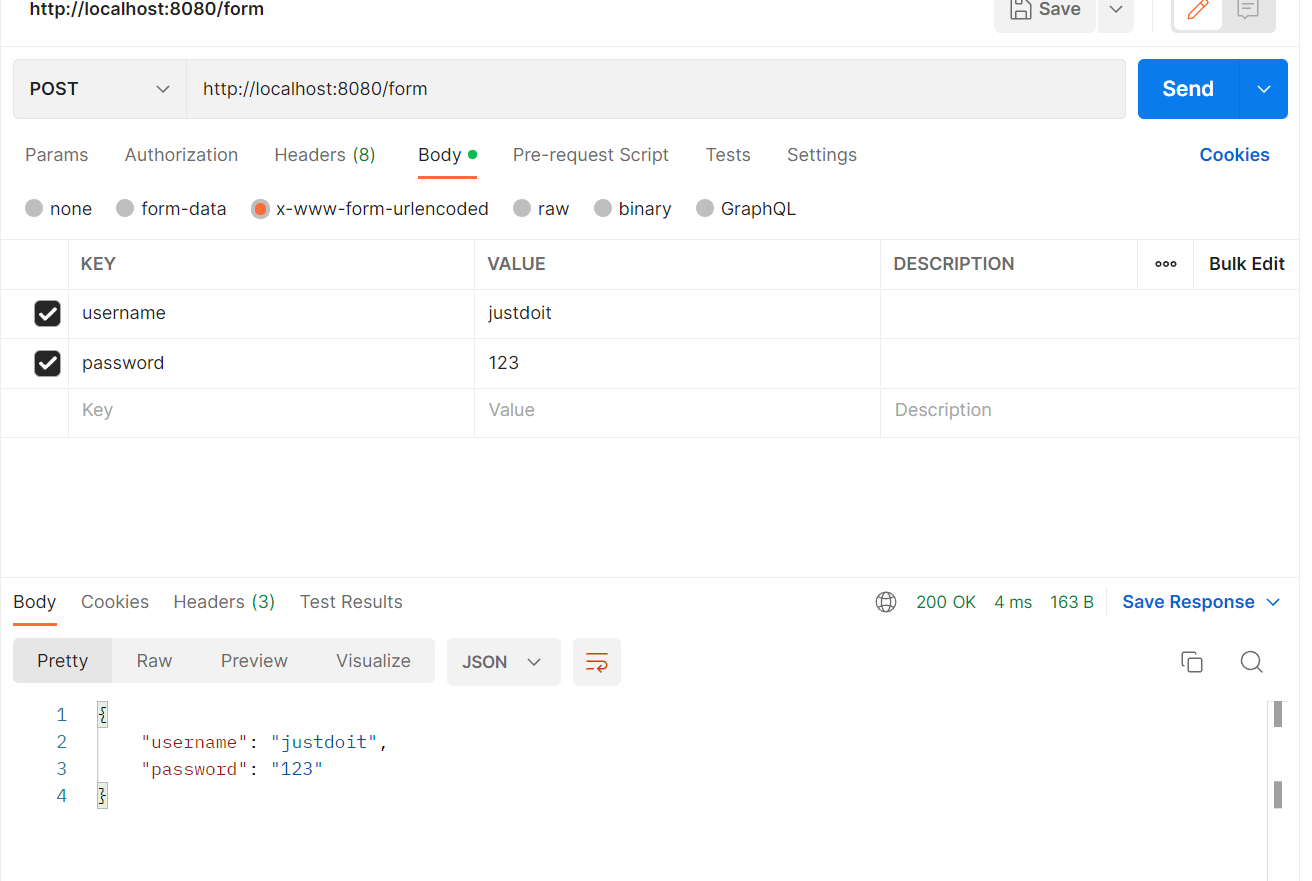 http://localhost:8080/form Save
POST http://localhost:8080/form Send
Params Authorization Headers (8) Body Pre-request Script Tests Settings Cookies
none form-data x-www-form-urlencoded raw binary GraphQL
KEY VALUE DESCRIPTION ooo Bulk Edit
username justdoit
password 123
Key Value Description
Body Cookies Headers (3) Test Results 200 OK 4 ms 163 B Save Response
Pretty Raw Preview Visualize JSON
1 {
2 "username": "justdoit",
3 "password": "123"
4 }